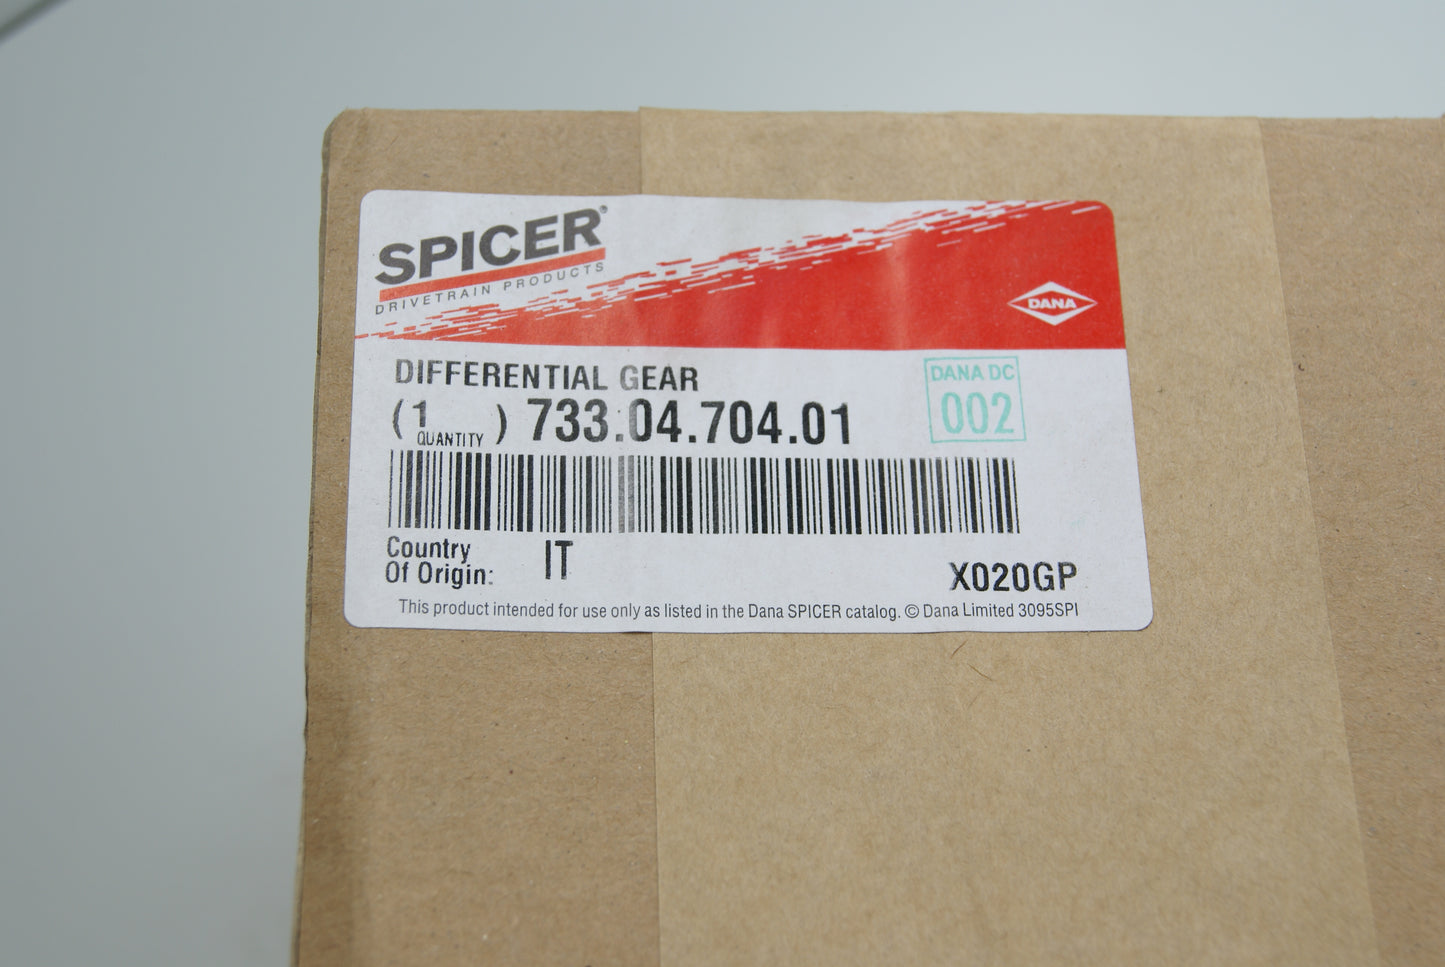 SPICER®
DRIVETRAIN PRODUCTS
DANA
DIFFERENTIAL GEAR
(1 QUANTITY) 733.04.704.01
DANA DC
002
Country
Of Origin: IT
X020GP
This product intended for use only as listed in the Dana SPICER catalog. © Dana Limited 3095SPI